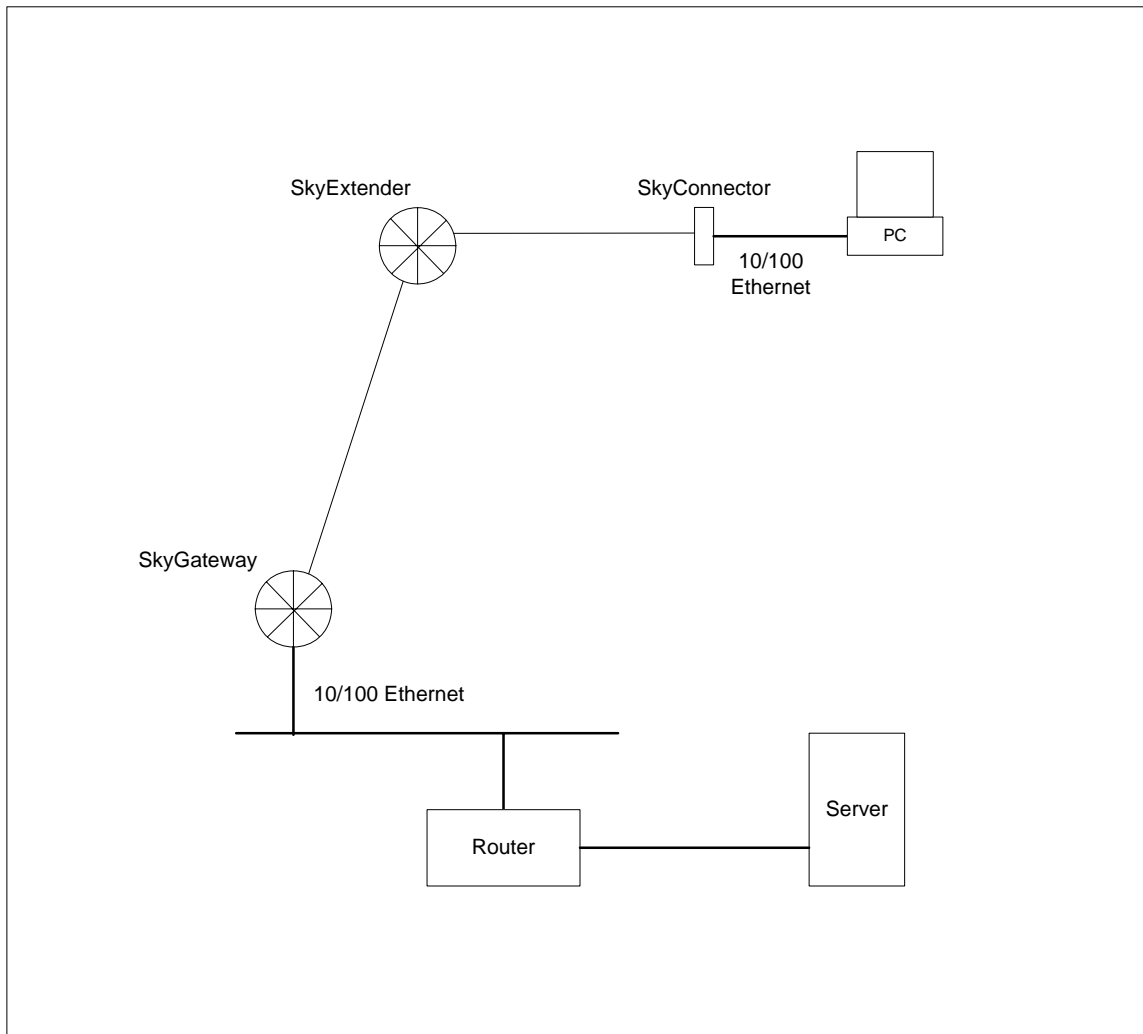 SkyExtender
SkyConnector
PC
10/100
Ethernet
SkyGateway
10/100 Ethernet
Server
Router